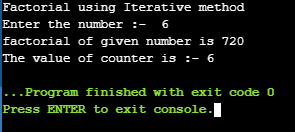 Factorial using Iterative method
Enter the number :-  6
factorial of given number is 720
The value of counter is :- 6
...Program finished with exit code 0
Press ENTER to exit console.